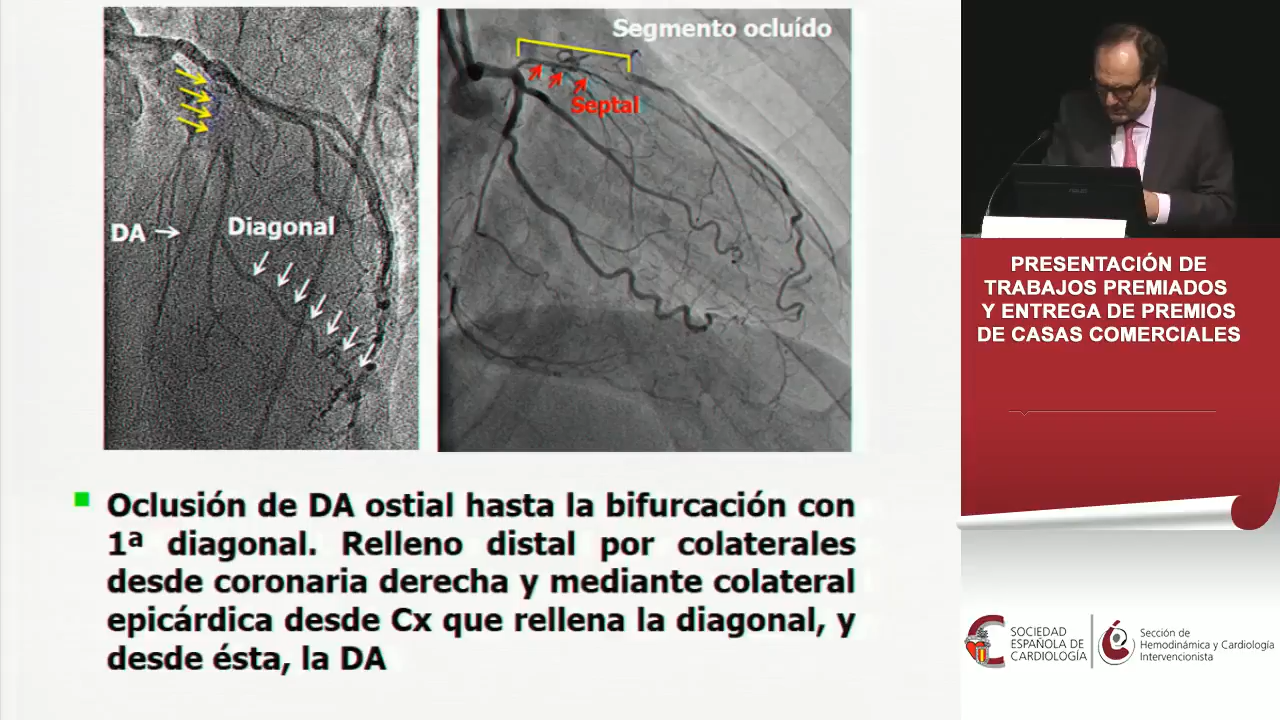 Segmento ocluído
Septal
DA
Diagonal
Oclusión de DA ostial hasta la bifurcación con
1ª diagonal. Relleno distal por colaterales
desde coronaria derecha y mediante colateral
epicárdica desde Cx que rellena la diagonal, y
desde ésta, la DA
PRESENTACIÓN DE
TRABAJOS PREMIADOS
Y ENTREGA DE PREMIOS
DE CASAS COMERCIALES
SOCIEDAD
ESPAÑOLA DE
CARDIOLOGÍA
Sección de
Hemodinámica y Cardiología
Intervencionista